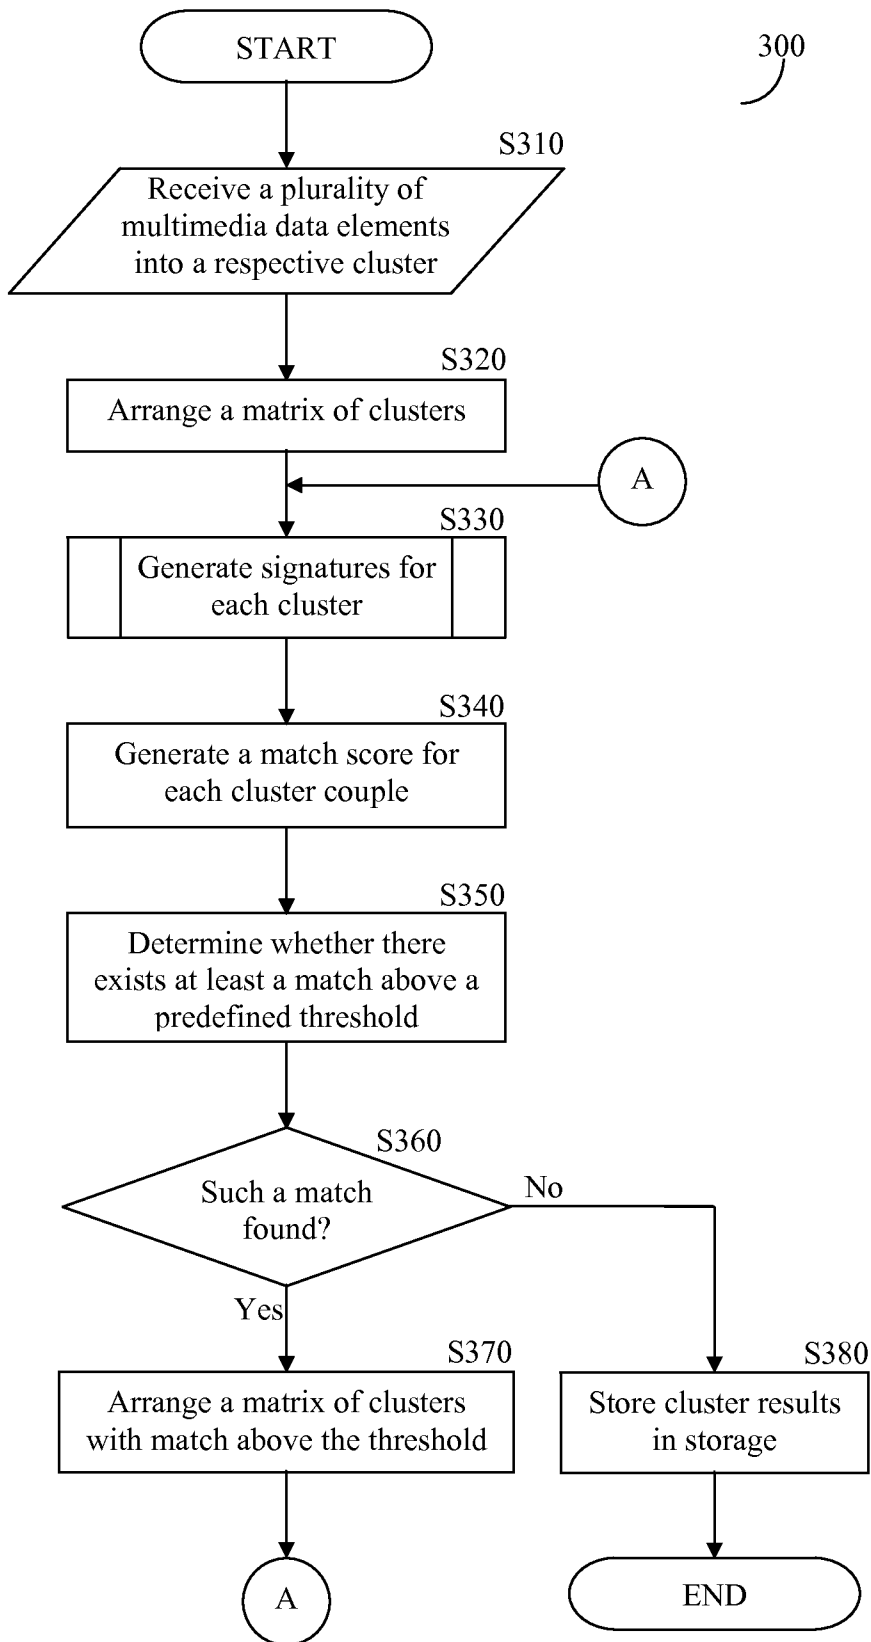 START
300
S310
Receive a plurality of
multimedia data elements
into a respective cluster
S320
Arrange a matrix of clusters
A
S330
Generate signatures for
each cluster
S340
Generate a match score for
each cluster couple
S350
Determine whether there
exists at least a match above a
predefined threshold
S360
Such a match
found?
No
Yes
S370
Arrange a matrix of clusters
with match above the threshold
S380
Store cluster results
in storage
A
END